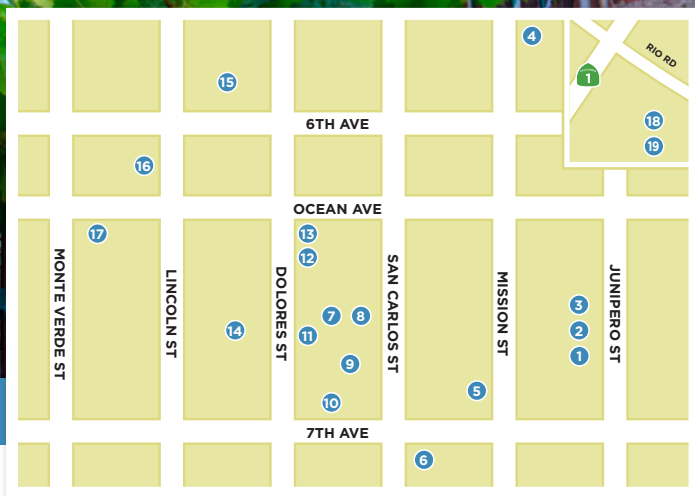 4
RIO RD
1
15
18
6TH AVE
19
16
OCEAN AVE
17
13
12
MONTE VERDE ST
LINCOLN ST
DOLORES ST
SAN CARLOS ST
MISSION ST
JUNIPERO ST
3
7
8
14
2
11
1
9
5
10
7TH AVE
6